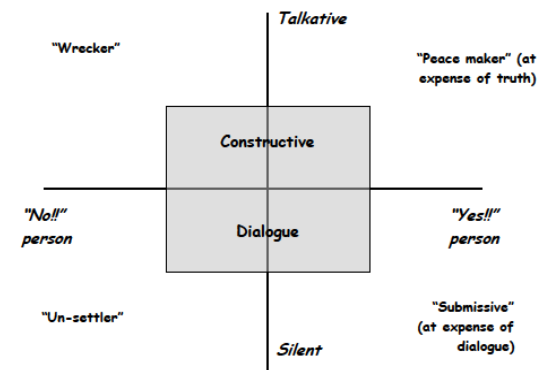 Talkative
“Wrecker”
“Peace maker” (at
expense of truth)
Constructive
“No!!”
person
Dialogue
“Yes!!”
person
“Un-settler”
“Submissive”
(at expense of
dialogue)
Silent